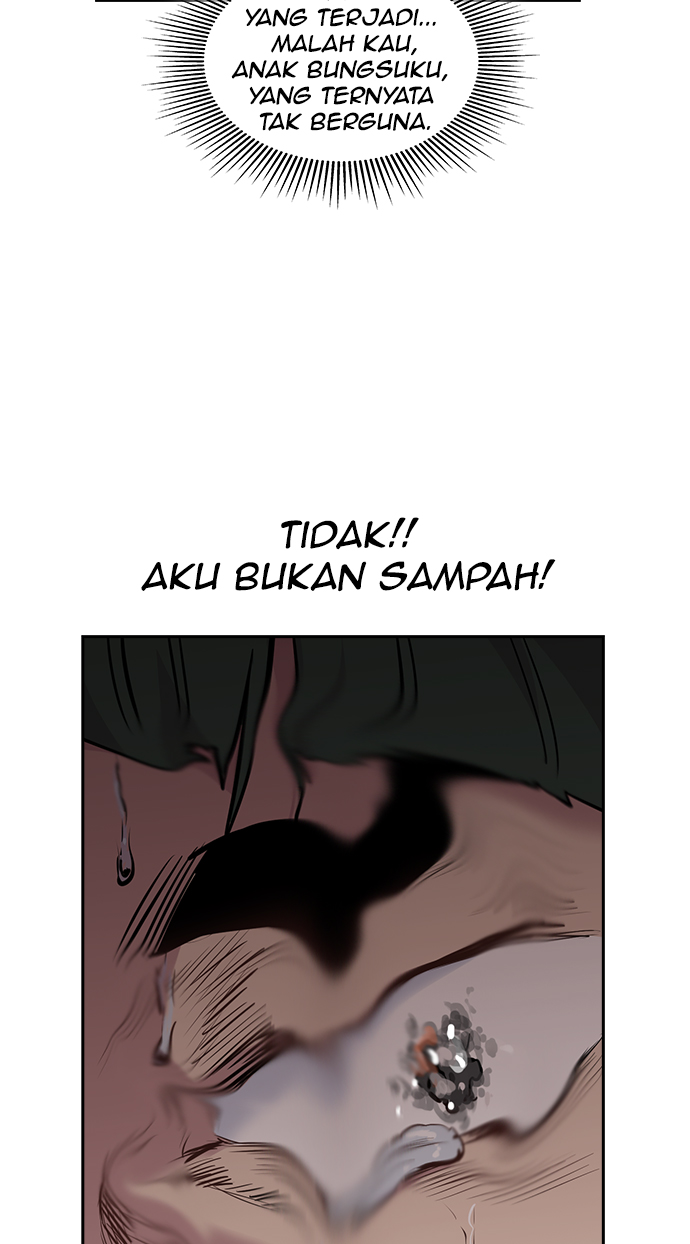 YANG TERJADI...
MALAH KAU,
ANAK BUNGSUKU,
YANG TERNYATA
TAK BERGUNA.
TIDAK!!
AKU BUKAN SAMPAH!